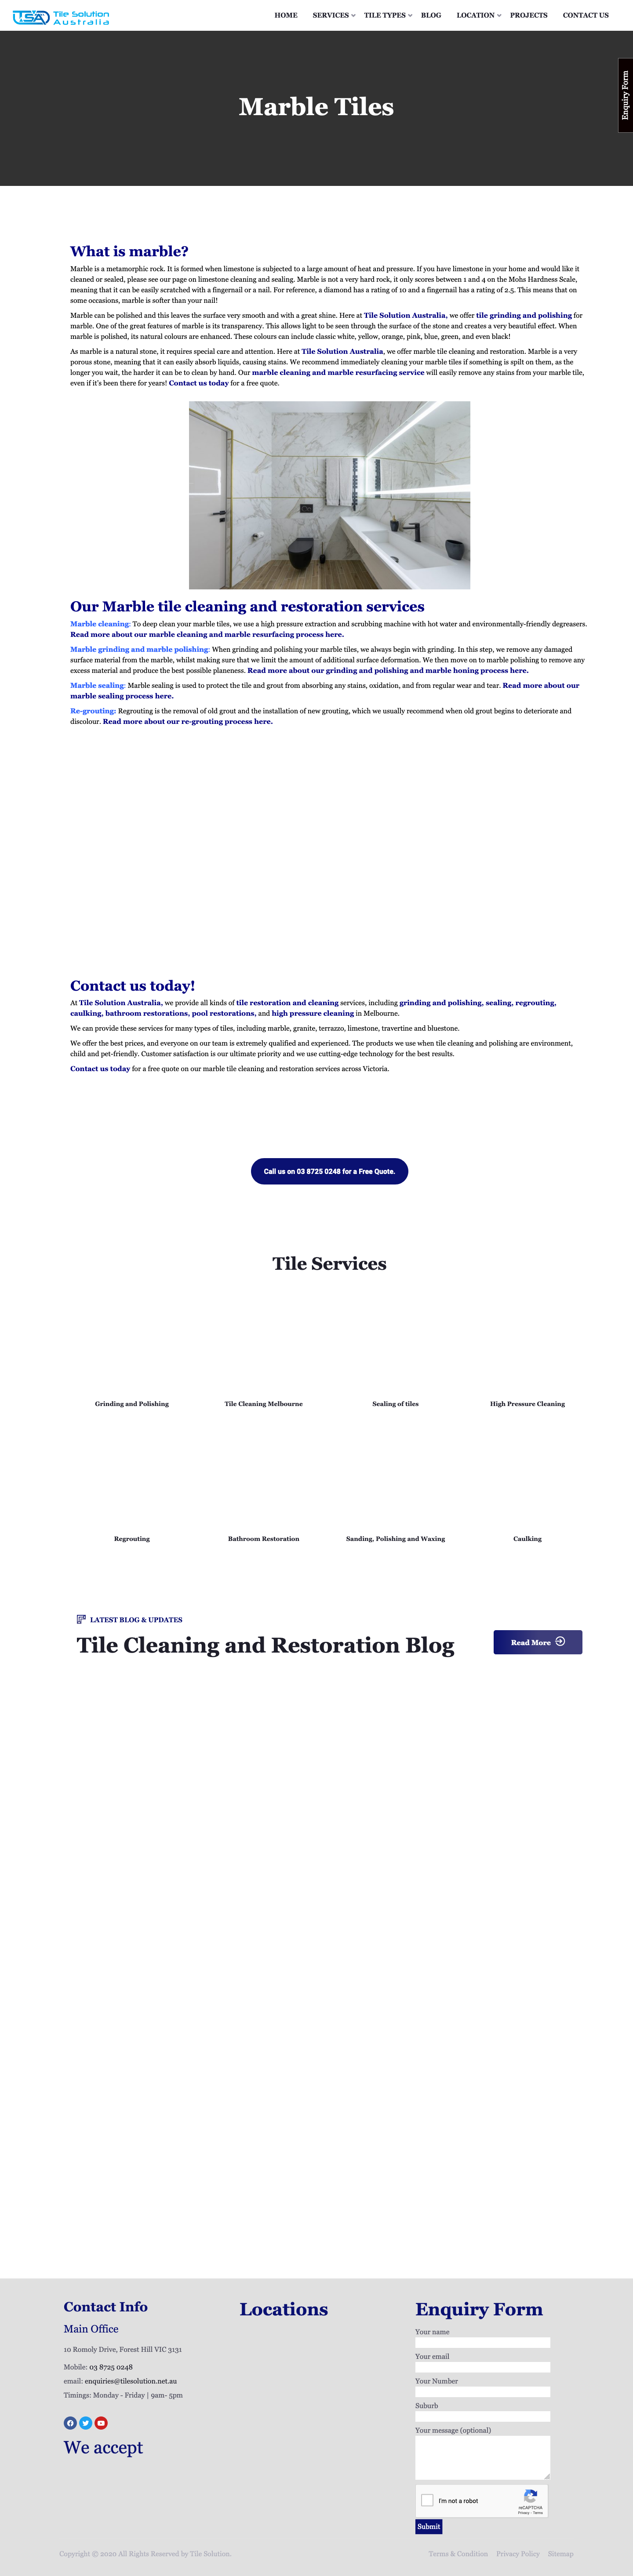 TSA Tile Solution
Australia
HOME SERVICES TILE TYPES BLOG LOCATION PROJECTS CONTACT US
Enquiry Form
Marble Tiles
What is marble?
Marble is a metamorphic rock. It is formed when limestone is subjected to a large amount of heat and pressure. If you have limestone in your home and would like it
cleaned or sealed, please see our page on limestone cleaning and sealing. Marble is not a very hard rock, it only scores between 1 and 4 on the Mohs Hardness Scale,
meaning that it can be easily scratched with a fingernail or a nail. For reference, a diamond has a rating of 10 and a fingernail has a rating of 2.5. This means that on
some occasions, marble is softer than your nail!
Marble can be polished and this leaves the surface very smooth and with a great shine. Here at Tile Solution Australia, we offer tile grinding and polishing for
marble. One of the great features of marble is its transparency. This allows light to be seen through the surface of the stone and creates a very beautiful effect. When
marble is polished, its natural colours are enhanced. These colours can include classic white, yellow, orange, pink, blue, green, and even black!
As marble is a natural stone, it requires special care and attention. Here at Tile Solution Australia, we offer marble tile cleaning and restoration. Marble is a very
porous stone, meaning that it can easily absorb liquids, causing stains. We recommend immediately cleaning your marble tiles if something is spilt on them, as the
longer you wait, the harder it can be to clean by hand. Our marble cleaning and marble resurfacing service will easily remove any stains from your marble tile,
even if it's been there for years! Contact us today for a free quote.
Our Marble tile cleaning and restoration services
Marble cleaning: To deep clean your marble tiles, we use a high pressure extraction and scrubbing machine with hot water and environmentally-friendly degreasers.
Read more about our marble cleaning and marble resurfacing process here.
Marble grinding and marble polishing: When grinding and polishing your marble tiles, we always begin with grinding. In this step, we remove any damaged
surface material from the marble, whilst making sure that we limit the amount of additional surface deformation. We then move on to marble polishing to remove any
excess material and produce the best possible planeness. Read more about our grinding and polishing and marble honing process here.
Marble sealing: Marble sealing is used to protect the tile and grout from absorbing any stains, oxidation, and from regular wear and tear. Read more about our
marble sealing process here.
Re-grouting: Regrouting is the removal of old grout and the installation of new grouting, which we usually recommend when old grout begins to deteriorate and
discolour. Read more about our re-grouting process here.
Contact us today!
At Tile Solution Australia, we provide all kinds of tile restoration and cleaning services, including grinding and polishing, sealing, regrouting,
caulking, bathroom restorations, pool restorations, and high pressure cleaning in Melbourne.
We can provide these services for many types of tiles, including marble, granite, terrazzo, limestone, travertine and bluestone.
We offer the best prices, and everyone on our team is extremely qualified and experienced. The products we use when tile cleaning and polishing are environment,
child and pet-friendly. Customer satisfaction is our ultimate priority and we use cutting-edge technology for the best results.
Contact us today for a free quote on our marble tile cleaning and restoration services across Victoria.
Call us on 03 8725 0248 for a Free Quote.
Tile Services
Grinding and Polishing Tile Cleaning Melbourne Sealing of tiles High Pressure Cleaning
Regrouting Bathroom Restoration Sanding, Polishing and Waxing Caulking
LATEST BLOG & UPDATES
Tile Cleaning and Restoration Blog
Read More
Contact Info
Main Office
10 Romoly Drive, Forest Hill VIC 3131
Mobile: 03 8725 0248
email: enquiries@tilesolution.net.au
Timings: Monday - Friday | 9am- 5pm
We accept
Locations
Enquiry Form
Your name
Your email
Your Number
Suburb
Your message (optional)
I'm not a robot
reCAPTCHA
Privacy - Terms
Submit
Copyright © 2020 All Rights Reserved by Tile Solution.
Terms & Condition Privacy Policy Sitemap